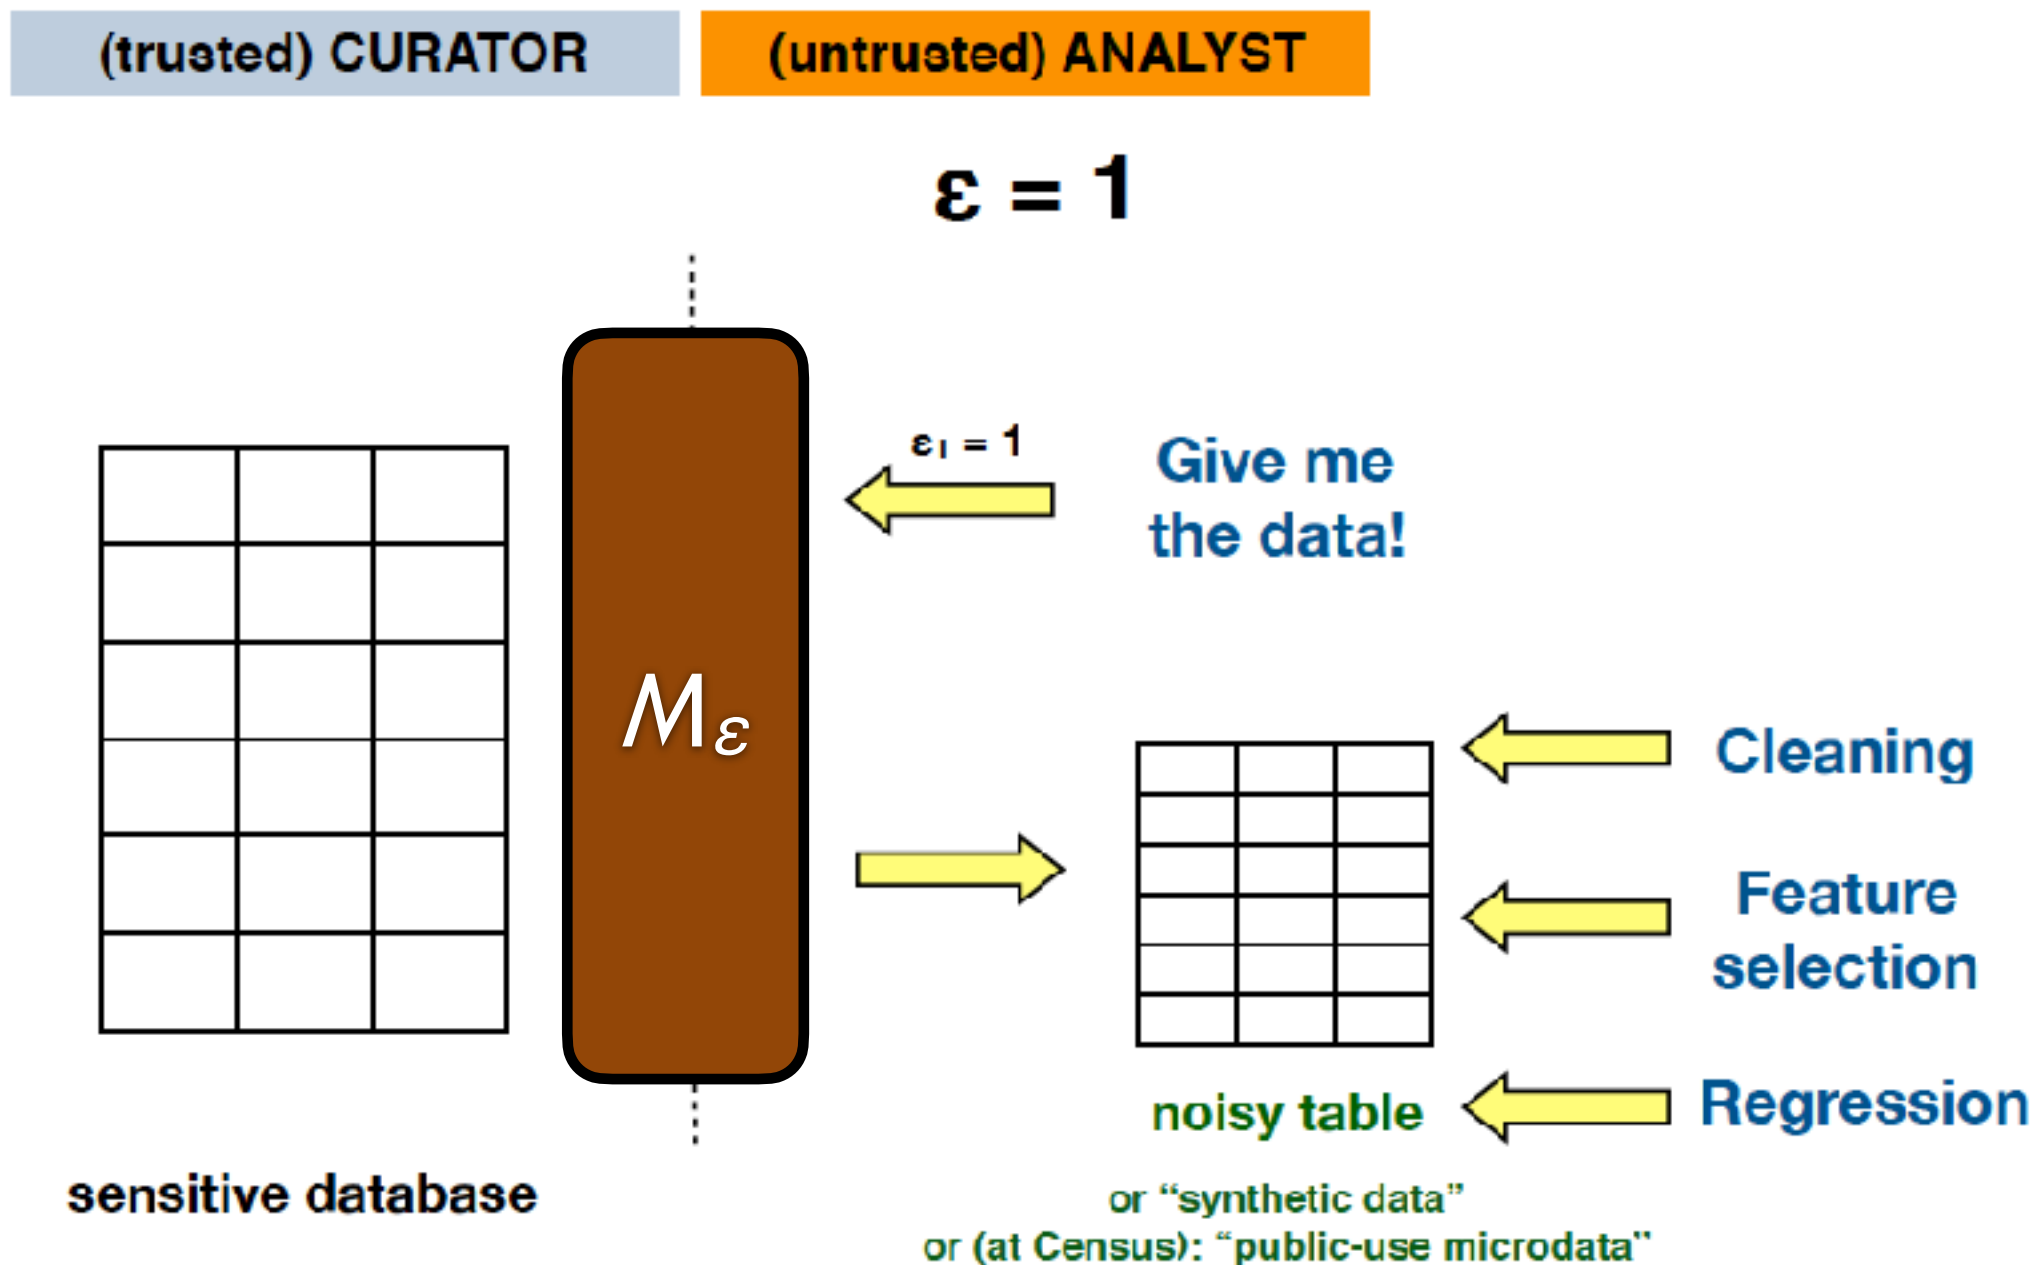 (trusted) CURATOR
(untrusted) ANALYST
ε = 1
ε₁ = 1
Give me
the data!
Mε
Cleaning
Feature
selection
Regression
noisy table
sensitive database
or “synthetic data”
or (at Census): “public-use microdata”